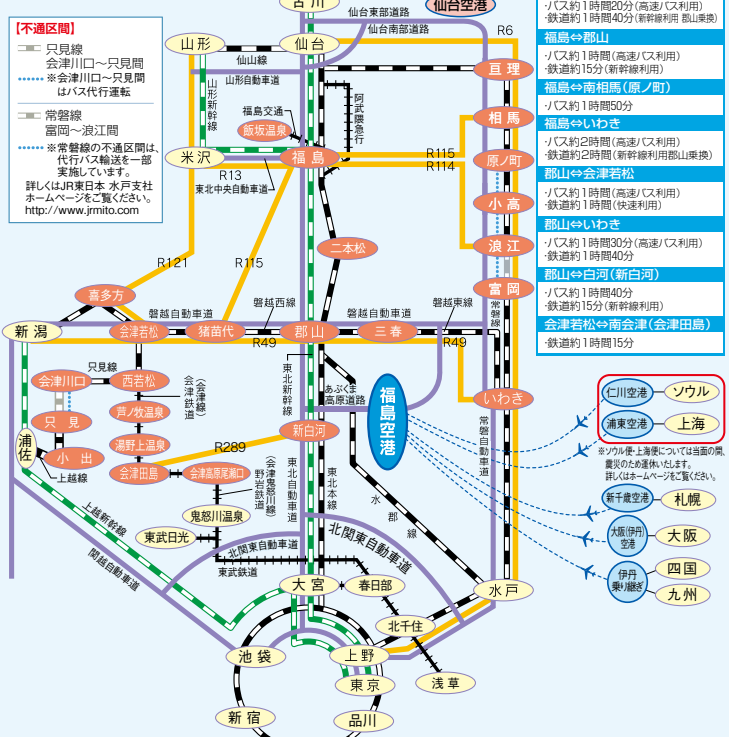 【不通区間】
只見線
会津川口～只見間
※会津川口～只見間
はバス代行運転
常磐線
富岡～浪江間
※常磐線の不通区間は、
代行バス輸送を一部
実施しています。
詳しくはJR東日本 水戸支社
ホームページをご覧ください。
http://www.jrmito.com
古川
仙台空港
仙台東部道路
仙台南部道路
R6
山形
仙台
仙山線
山形自動車道
亘理
山形新幹線
阿武隈急行
福島交通
飯坂温泉
相馬
米沢
福島
R115
R114
原ノ町
R13
東北中央自動車道
小高
二本松
浪江
R121
R115
富岡
喜多方
磐越自動車道
磐越西線
磐越自動車道
磐越東線
常磐線
新潟
会津若松
猪苗代
郡山
三春
R49
R49
只見線
会津川口
西若松
会津鉄道
(会津線)
東北新幹線
あぶくま
高原道路
福島空港
いわき
芦ノ牧温泉
只見
新白河
浦佐
小出
湯野上温泉
R289
常磐自動車道
上越線
会津田島
会津高原尾瀬口
野岩鉄道
(会津鬼怒川線)
東北自動車道
東北本線
水郡線
上越新幹線
鬼怒川温泉
関越自動車道
東武日光
北関東自動車道
北関東自動車道
東武鉄道
大宮
春日部
水戸
北千住
池袋
上野
東京
浅草
新宿
品川
・バス約1時間20分(高速バス利用)
・鉄道約1時間40分(新幹線利用 郡山乗換)
福島⇔郡山
・バス約1時間(高速バス利用)
・鉄道約15分(新幹線利用)
福島⇔南相馬(原ノ町)
・バス約1時間50分
福島⇔いわき
・バス約2時間(高速バス利用)
・鉄道約2時間(新幹線利用郡山乗換)
郡山⇔会津若松
・バス約1時間(高速バス利用)
・鉄道約1時間(快速利用)
郡山⇔いわき
・バス約1時間30分(高速バス利用)
・鉄道約1時間40分
郡山⇔白河(新白河)
・バス約1時間40分
・鉄道約15分(新幹線利用)
会津若松⇔南会津(会津田島)
・鉄道約1時間15分
仁川空港
ソウル
浦東空港
上海
※ソウル便・上海便については当面の間、
震災のため運休いたします。
詳しくはホームページをご覧ください。
新千歳空港
札幌
大阪(伊丹)
空港
大阪
伊丹
乗り継ぎ
四国
九州